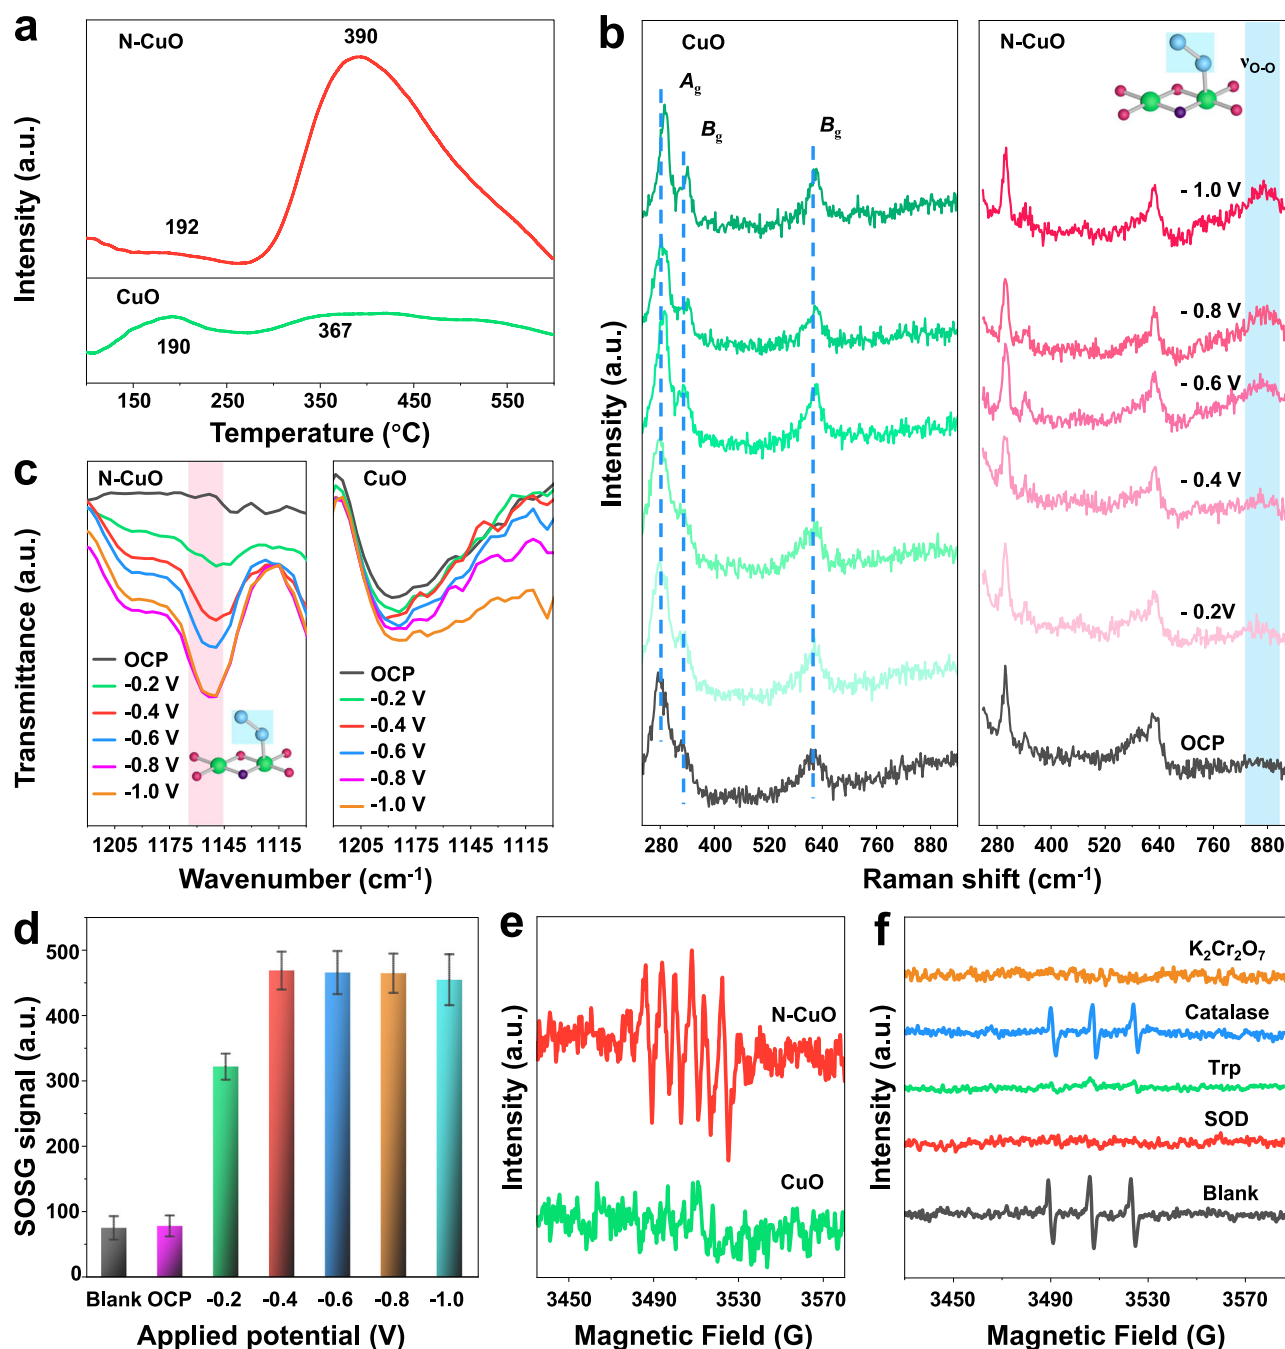 a
N-CuO
390
192
CuO
190
367
Intensity (a.u.)
150 250 350 450 550
Temperature (°C)
b
CuO
Ag
Bg
Bg
Intensity (a.u.)
280 400 520 640 760 880
N-CuO
νO-O
- 1.0 V
- 0.8 V
- 0.6 V
- 0.4 V
- 0.2V
OCP
280 400 520 640 760 880
Raman shift (cm-1)
c
N-CuO
OCP
-0.2 V
-0.4 V
-0.6 V
-0.8 V
-1.0 V
Transmittance (a.u.)
1205 1175 1145 1115
CuO
OCP
-0.2 V
-0.4 V
-0.6 V
-0.8 V
-1.0 V
1205 1175 1145 1115
Wavenumber (cm-1)
d
500
400
300
200
100
0
SOSG signal (a.u.)
Blank OCP -0.2 -0.4 -0.6 -0.8 -1.0
Applied potential (V)
e
N-CuO
CuO
Intensity (a.u.)
3450 3490 3530 3570
Magnetic Field (G)
f
K2Cr2O7
Catalase
Trp
SOD
Blank
Intensity (a.u.)
3450 3490 3530 3570
Magnetic Field (G)